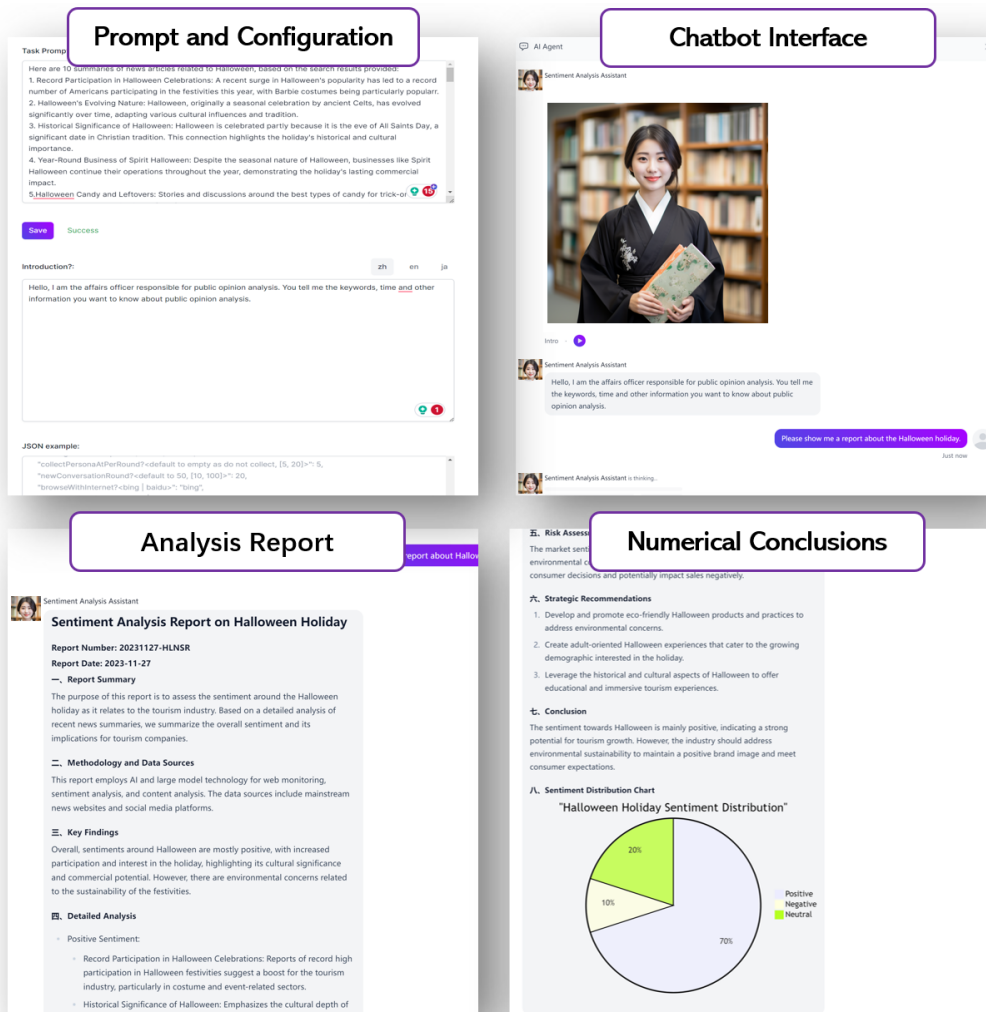 Prompt and Configuration
Task Promp
Here are 10 summaries of news articles related to Halloween, based on the search results provided:
1. Record Participation in Halloween Celebrations: A recent surge in Halloween's popularity has led to a record
number of Americans participating in the festivities this year, with Barbie costumes being particularly popularr.
2. Halloween's Evolving Nature: Halloween, originally a seasonal celebration by ancient Celts, has evolved
significantly over time, adapting various cultural influences and tradition.
3. Historical Significance of Halloween: Halloween is celebrated partly because it is the eve of All Saints Day, a
significant date in Christian tradition. This connection highlights the holiday's historical and cultural
importance.
4. Year-Round Business of Spirit Halloween: Despite the seasonal nature of Halloween, businesses like Spirit
Halloween continue their operations throughout the year, demonstrating the holiday's lasting commercial
impact.
5.Halloween Candy and Leftovers: Stories and discussions around the best types of candy for trick-or
15
Save Success
Introduction?: zh en ja
Hello, I am the affairs officer responsible for public opinion analysis. You tell me the keywords, time and other
information you want to know about public opinion analysis.
1
JSON example:
"collectPersonaAtPerRound?<default to empty as do not collect, [5, 20]>": 5,
"newConversationRound?<default to 50, [10, 100]>": 20,
"browseWithInternet?<bing | baidu>": "bing",
Chatbot Interface
AI Agent
Sentiment Analysis Assistant
Intro
Sentiment Analysis Assistant
Hello, I am the affairs officer responsible for public opinion analysis. You tell me
the keywords, time and other information you want to know about public
opinion analysis.
Please show me a report about the Halloween holiday.
Just now
Sentiment Analysis Assistant is thinking...
Analysis Report
report about Hallow
Sentiment Analysis Assistant
Sentiment Analysis Report on Halloween Holiday
Report Number: 20231127-HLNSR
Report Date: 2023-11-27
一、Report Summary
The purpose of this report is to assess the sentiment around the Halloween
holiday as it relates to the tourism industry. Based on a detailed analysis of
recent news summaries, we summarize the overall sentiment and its
implications for tourism companies.
二、Methodology and Data Sources
This report employs AI and large model technology for web monitoring,
sentiment analysis, and content analysis. The data sources include mainstream
news websites and social media platforms.
三、Key Findings
Overall, sentiments around Halloween are mostly positive, with increased
participation and interest in the holiday, highlighting its cultural significance
and commercial potential. However, there are environmental concerns related
to the sustainability of the festivities.
四、Detailed Analysis
Positive Sentiment:
Record Participation in Halloween Celebrations: Reports of record high
participation in Halloween festivities suggest a boost for the tourism
industry, particularly in costume and event-related sectors.
Historical Significance of Halloween: Emphasizes the cultural depth of
Numerical Conclusions
五、Risk Assess
The market senti
environmental co
consumer decisions and potentially impact sales negatively.
六、Strategic Recommendations
1. Develop and promote eco-friendly Halloween products and practices to
address environmental concerns.
2. Create adult-oriented Halloween experiences that cater to the growing
demographic interested in the holiday.
3. Leverage the historical and cultural aspects of Halloween to offer
educational and immersive tourism experiences.
七、Conclusion
The sentiment towards Halloween is mainly positive, indicating a strong
potential for tourism growth. However, the industry should address
environmental sustainability to maintain a positive brand image and meet
consumer expectations.
八、Sentiment Distribution Chart
"Halloween Holiday Sentiment Distribution"
20%
10%
70%
Positive
Negative
Neutral